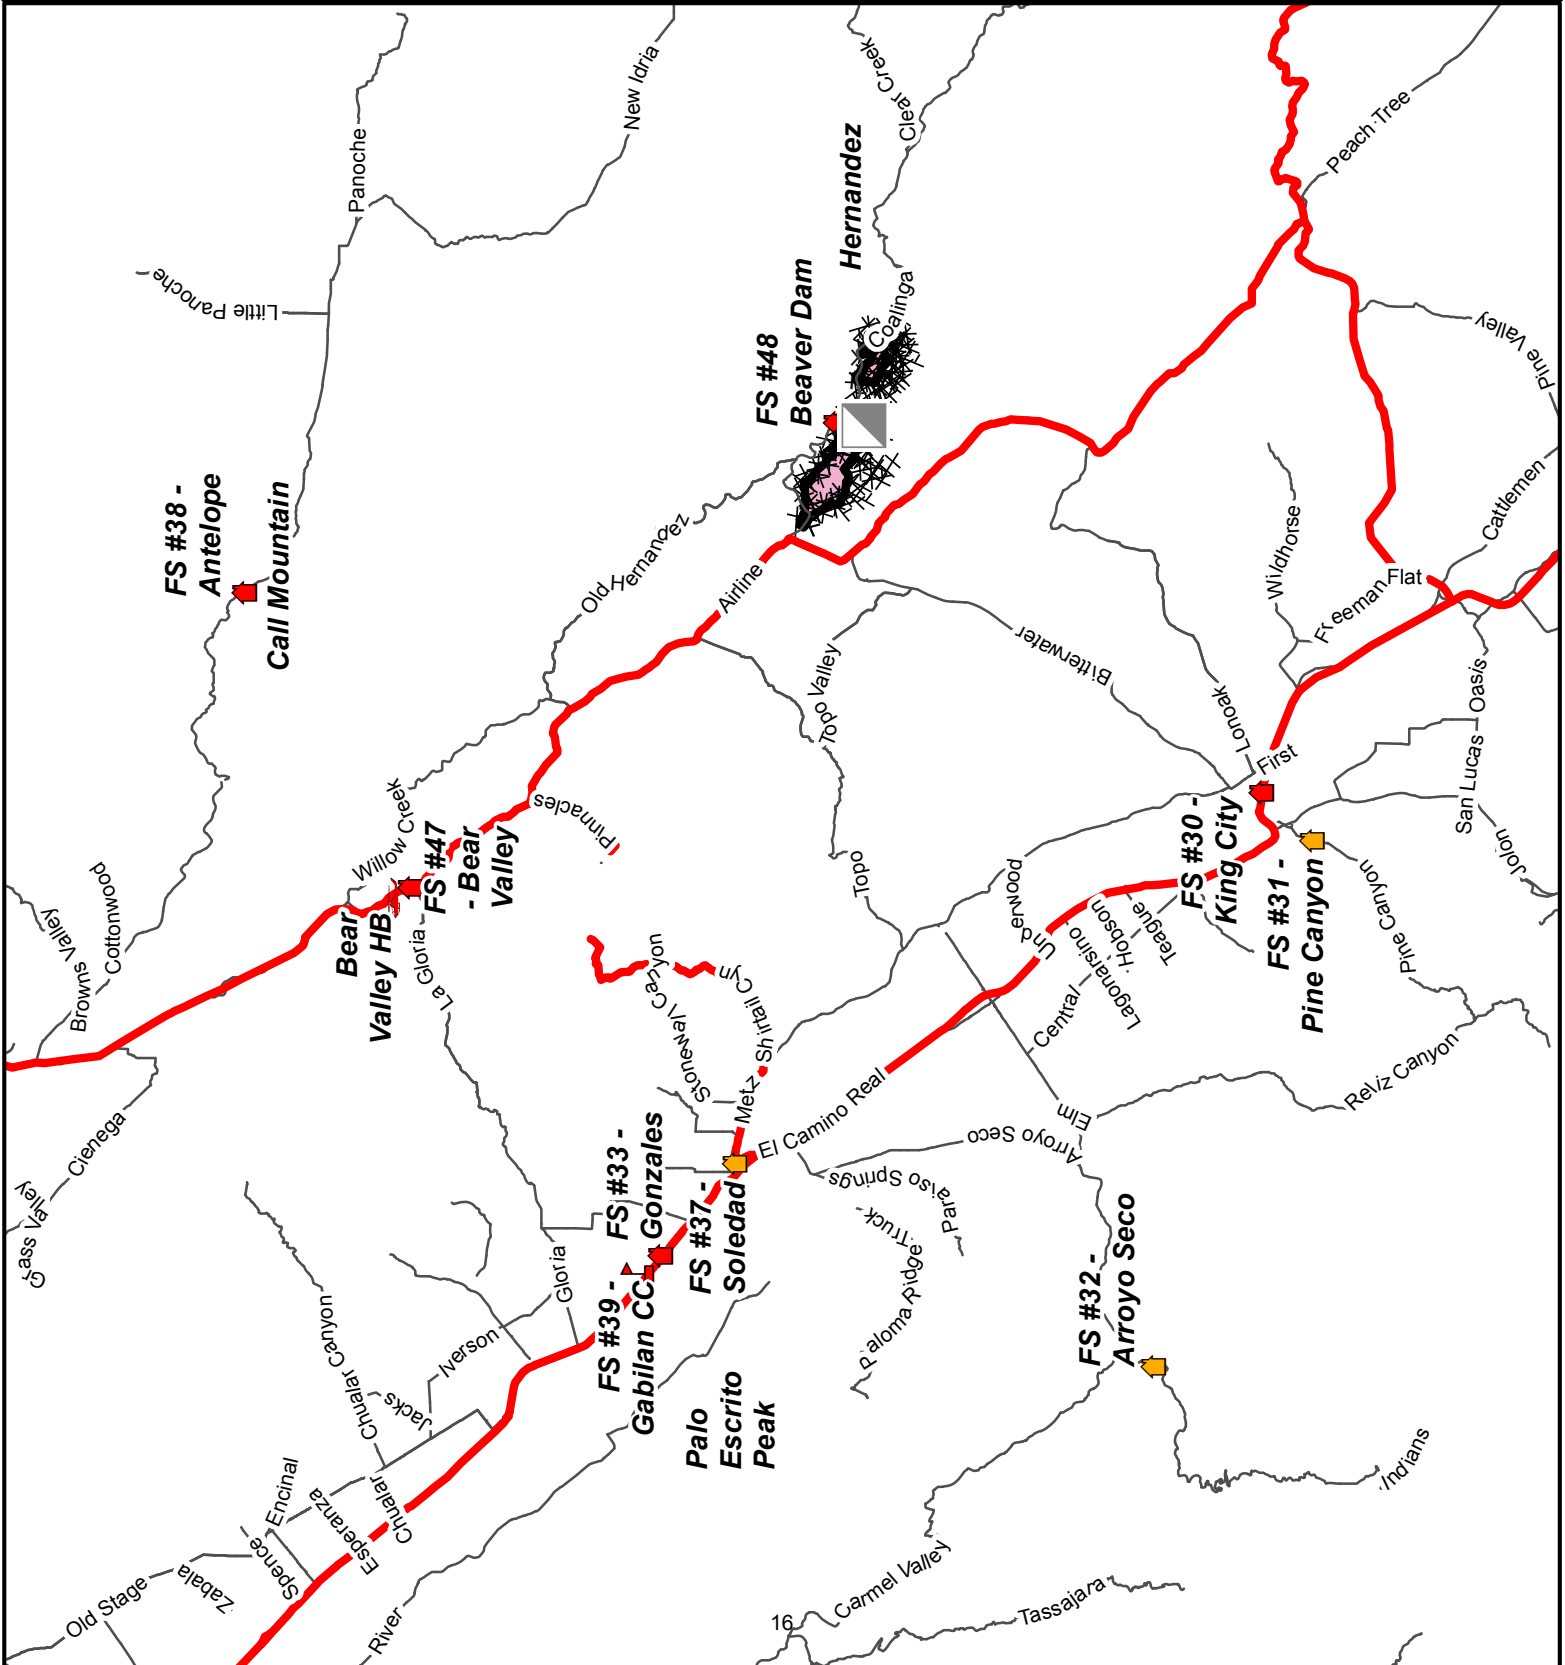 Panoche
New Idria
Little Panoche
Clear Creek
Hernandez
Coalinga
Peach Tree
FS #48
Beaver Dam
FS #38 -
Antelope
Call Mountain
Old Hernandez
Airline
Pine Valley
Cattlemen
Wildhorse
Freeman
Flat
Topo Valley
Bitterwater
Lonoak
First
Oasis
San Lucas
Jolon
Willow Creek
FS #47
- Bear
Valley
Pinnacles
Bear
Valley HB
La Gloria
Cottonwood
Browns Valley
Topo
Underwood
FS #30 -
King City
FS #31 -
Pine Canyon
Pine Canyon
Hobson
Teague
Lagomarsino
Central
Stonewall Canyon
Shirtail Cyn
Metz
El Camino Real
Elm
Arroyo Seco
Reliz Canyon
Cienega
Grass Valley
FS #33 -
Gonzales
FS #37 -
Soledad
FS #39 -
Gabilan CC
Paraiso Springs
Paraiso
Truck
Paloma Ridge
FS #32 -
Arroyo Seco
Gloria
Iverson
Chualar Canyon
Jacks
Palo
Escrito
Peak
Chualar
Esperanza
Encinal
Spence
Zabala
Old Stage
River
16
Carmel Valley
Tassajara
Indians